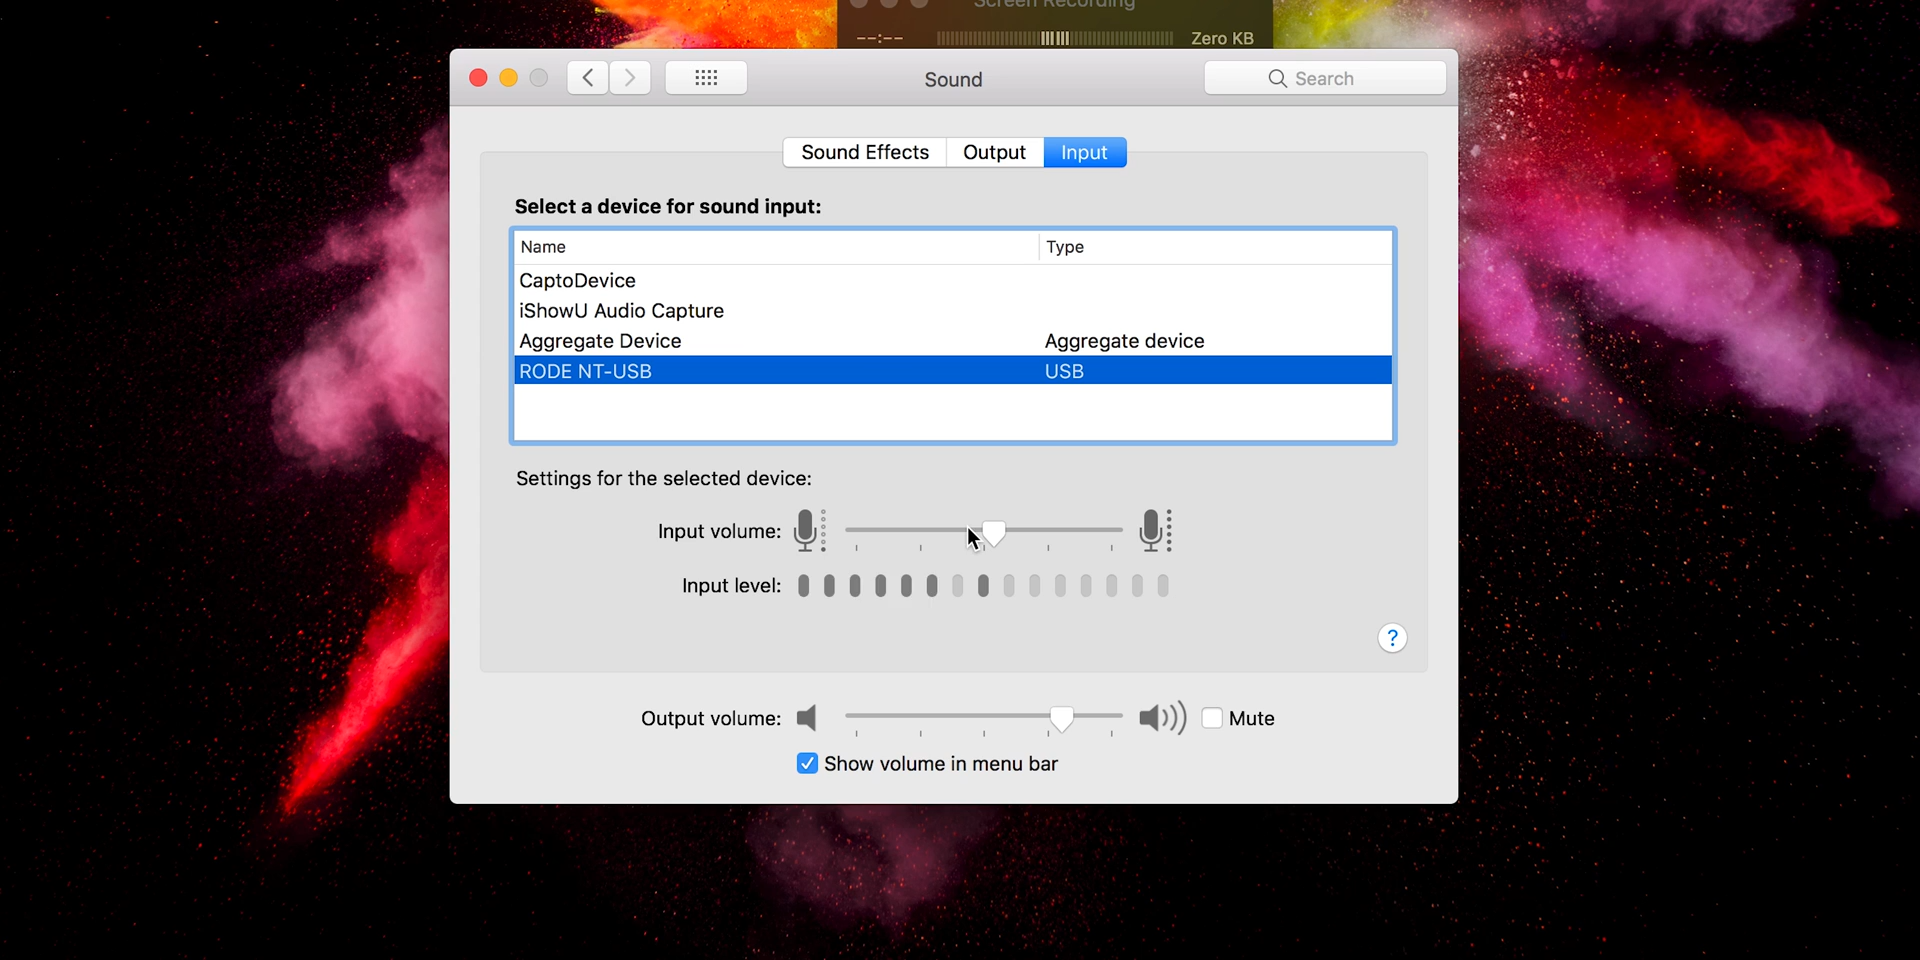 Screen Recording
--:-- Zero KB
Sound
Search
Sound Effects Output Input
Select a device for sound input:
Name Type
CaptoDevice
iShowU Audio Capture
Aggregate Device Aggregate device
RODE NT-USB USB
Settings for the selected device:
Input volume:
Input level:
?
Output volume: Mute
Show volume in menu bar